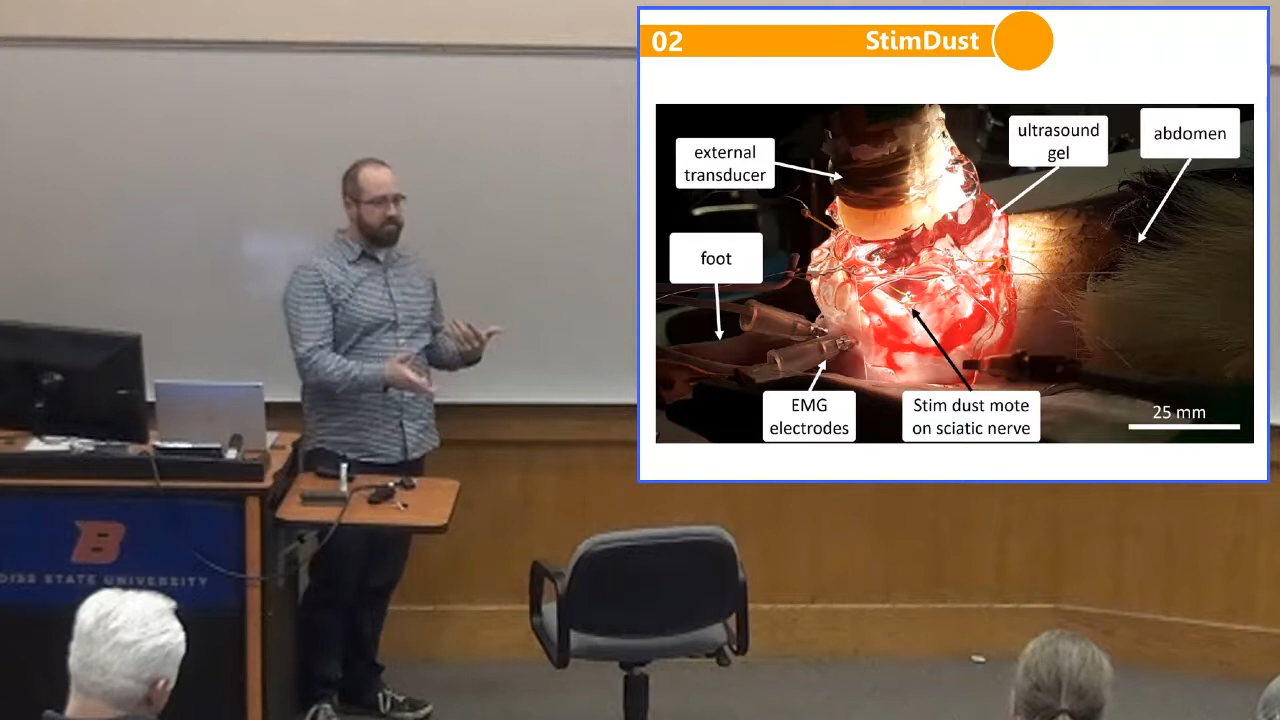 02
StimDust
external
transducer
ultrasound
gel
abdomen
foot
EMG
electrodes
Stim dust mote
on sciatic nerve
25 mm
B
OISE STATE UNIVERSITY